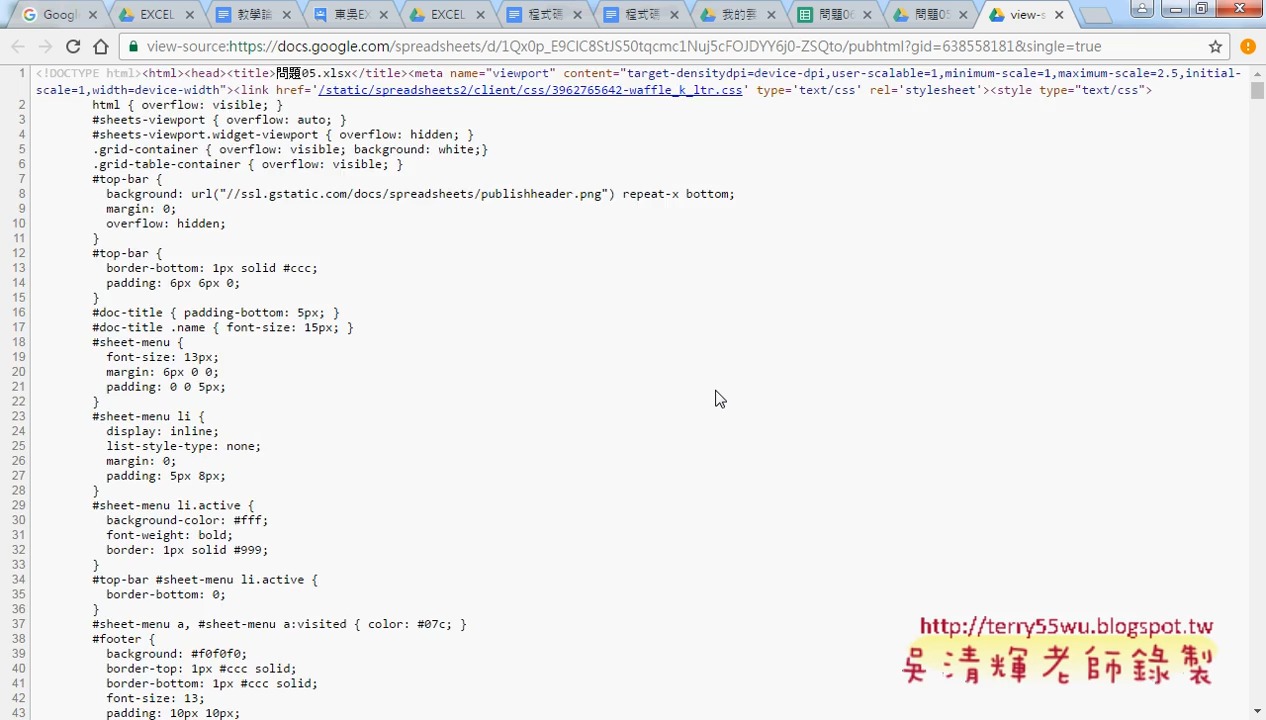 Googl
EXCEL
教學論
東吳EX
EXCEL
程式碼
程式碼
我的雲
問題06
問題05
view-s
view-source:https://docs.google.com/spreadsheets/d/1Qx0p_E9CIC8StJS50tqcmc1Nuj5cFOJDYY6j0-ZSQto/pubhtml?gid=638558181&single=true
1 <!DOCTYPE html><html><head><title>問題05.xlsx</title><meta name="viewport" content="target-densitydpi=device-dpi,user-scalable=1,minimum-scale=1,maximum-scale=2.5,initial-
scale=1,width=device-width"><link href='/static/spreadsheets2/client/css/3962765642-waffle_k_ltr.css' type='text/css' rel='stylesheet'><style type="text/css">
2 html { overflow: visible; }
3 #sheets-viewport { overflow: auto; }
4 #sheets-viewport.widget-viewport { overflow: hidden; }
5 .grid-container { overflow: visible; background: white;}
6 .grid-table-container { overflow: visible; }
7 #top-bar {
8 background: url("//ssl.gstatic.com/docs/spreadsheets/publishheader.png") repeat-x bottom;
9 margin: 0;
10 overflow: hidden;
11 }
12 #top-bar {
13 border-bottom: 1px solid #ccc;
14 padding: 6px 6px 0;
15 }
16 #doc-title { padding-bottom: 5px; }
17 #doc-title .name { font-size: 15px; }
18 #sheet-menu {
19 font-size: 13px;
20 margin: 6px 0 0;
21 padding: 0 0 5px;
22 }
23 #sheet-menu li {
24 display: inline;
25 list-style-type: none;
26 margin: 0;
27 padding: 5px 8px;
28 }
29 #sheet-menu li.active {
30 background-color: #fff;
31 font-weight: bold;
32 border: 1px solid #999;
33 }
34 #top-bar #sheet-menu li.active {
35 border-bottom: 0;
36 }
37 #sheet-menu a, #sheet-menu a:visited { color: #07c; }
38 #footer {
39 background: #f0f0f0;
40 border-top: 1px #ccc solid;
41 border-bottom: 1px #ccc solid;
42 font-size: 13;
43 padding: 10px 10px;
http://terry55wu.blogspot.tw
吳清輝老師錄製